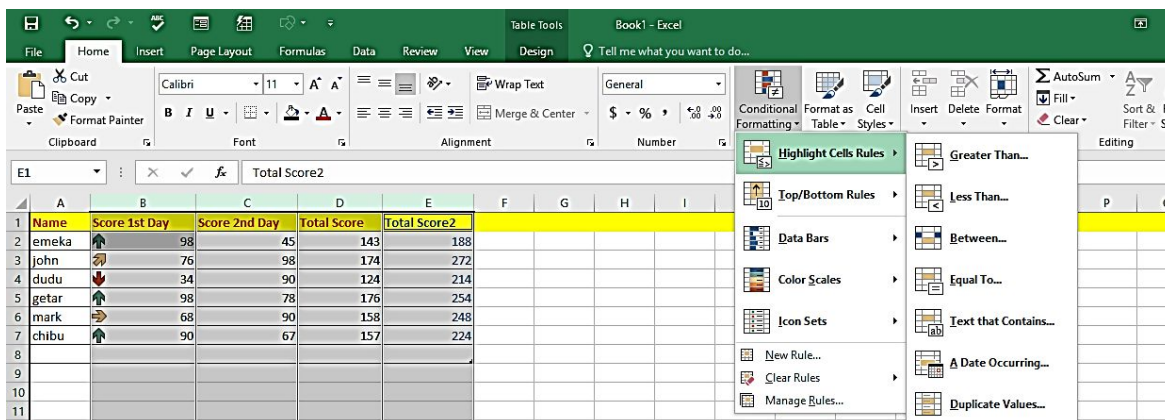 ABC
Table Tools Book1 - Excel
File Home Insert Page Layout Formulas Data Review View Design Tell me what you want to do...
Paste
Cut
Copy
Format Painter
Clipboard
Calibri 11 A A
B I U A
Font
Wrap Text
Merge & Center
Alignment
General
$ % , .00 .0
Number
Conditional Formatting
Format as Table
Cell Styles
Insert Delete Format
AutoSum
Fill
Clear
Sort &
Filter
Editing
E1 fx Total Score2
A B C D E F G H I P
1 Name Score 1st Day Score 2nd Day Total Score Total Score2
2 emeka 98 45 143 188
3 john 76 98 174 272
4 dudu 34 90 124 214
5 getar 98 78 176 254
6 mark 68 90 158 248
7 chibu 90 67 157 224
8
9
10
11
Highlight Cells Rules
Top/Bottom Rules
Data Bars
Color Scales
Icon Sets
New Rule...
Clear Rules
Manage Rules...
Greater Than...
Less Than...
Between...
Equal To...
Text that Contains...
A Date Occurring...
Duplicate Values...